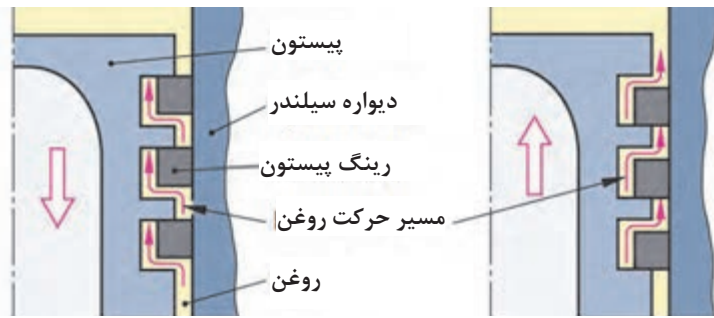 پیستون
دیواره سیلندر
رینگ پیستون
مسیر حرکت روغن
روغن